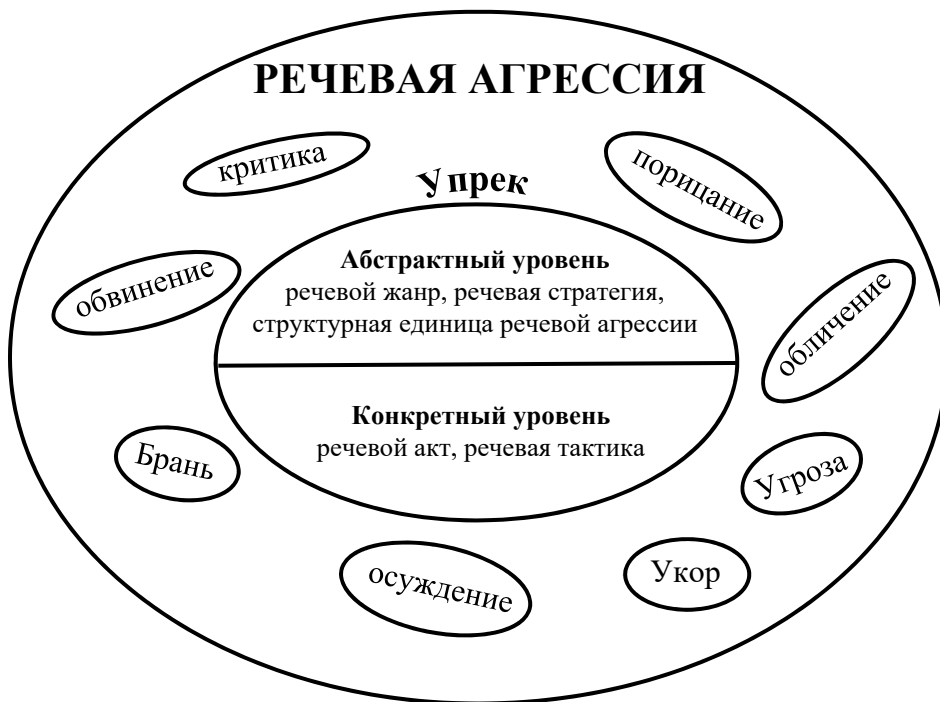 РЕЧЕВАЯ АГРЕССИЯ
критика
порицание
Упрек
обвинение
Абстрактный уровень
речевой жанр, речевая стратегия,
структурная единица речевой агрессии
обличение
Конкретный уровень
речевой акт, речевая тактика
Брань
Угроза
осуждение
Укор